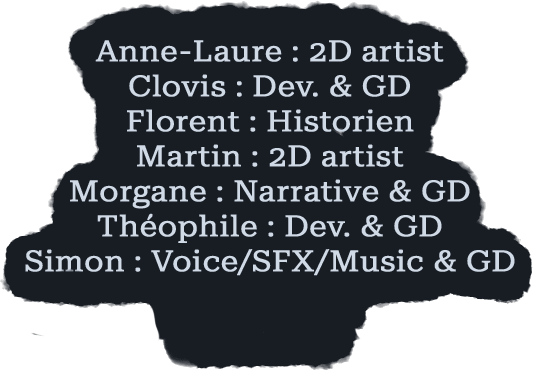 Anne-Laure : 2D artist
Clovis : Dev. & GD
Florent : Historien
Martin : 2D artist
Morgane : Narrative & GD
Théophile : Dev. & GD
Simon : Voice/SFX/Music & GD